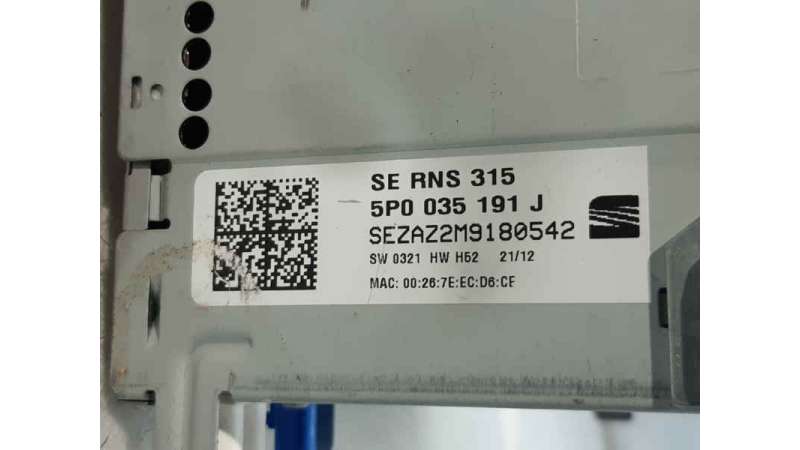 SE RNS 315
5P0 035 191 J
SEZAZ2M9180542
SW 0321 HW H52 21/12
MAC: 00:26:7E:EC:D6:CE